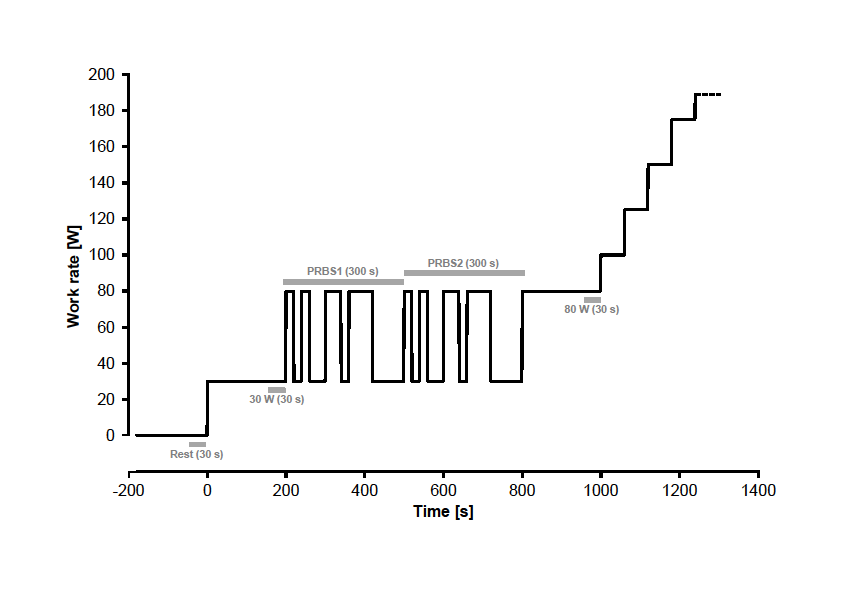 200
180
160
140
120
100
80
60
40
20
0
Work rate [W]
PRBS1 (300 s)
PRBS2 (300 s)
80 W (30 s)
30 W (30 s)
Rest (30 s)
-200 0 200 400 600 800 1000 1200 1400
Time [s]